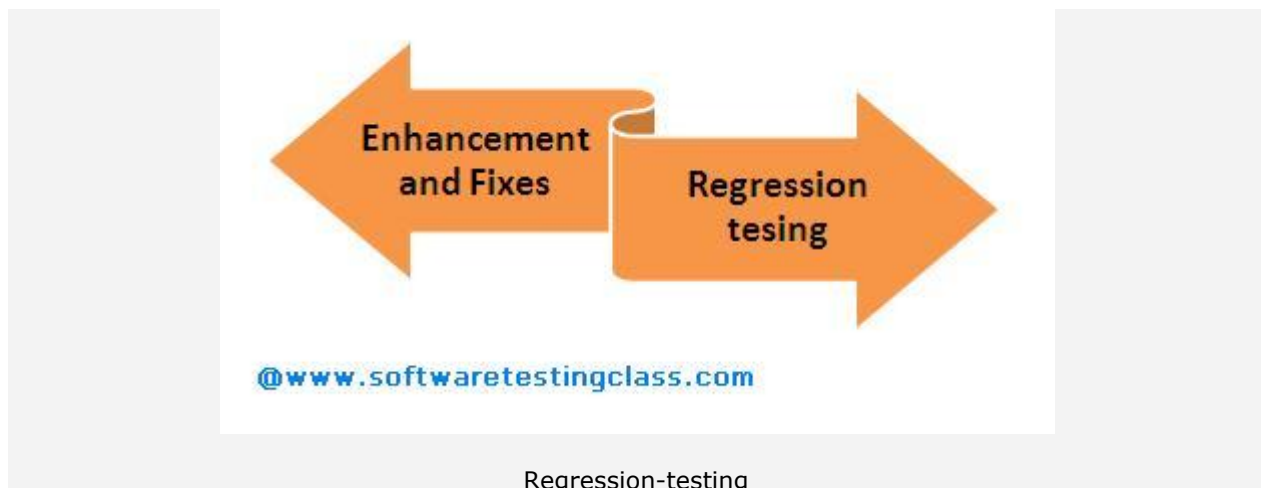 Enhancement
and Fixes
Regression
tesing
@www.softwaretestingclass.com
Regression-testing